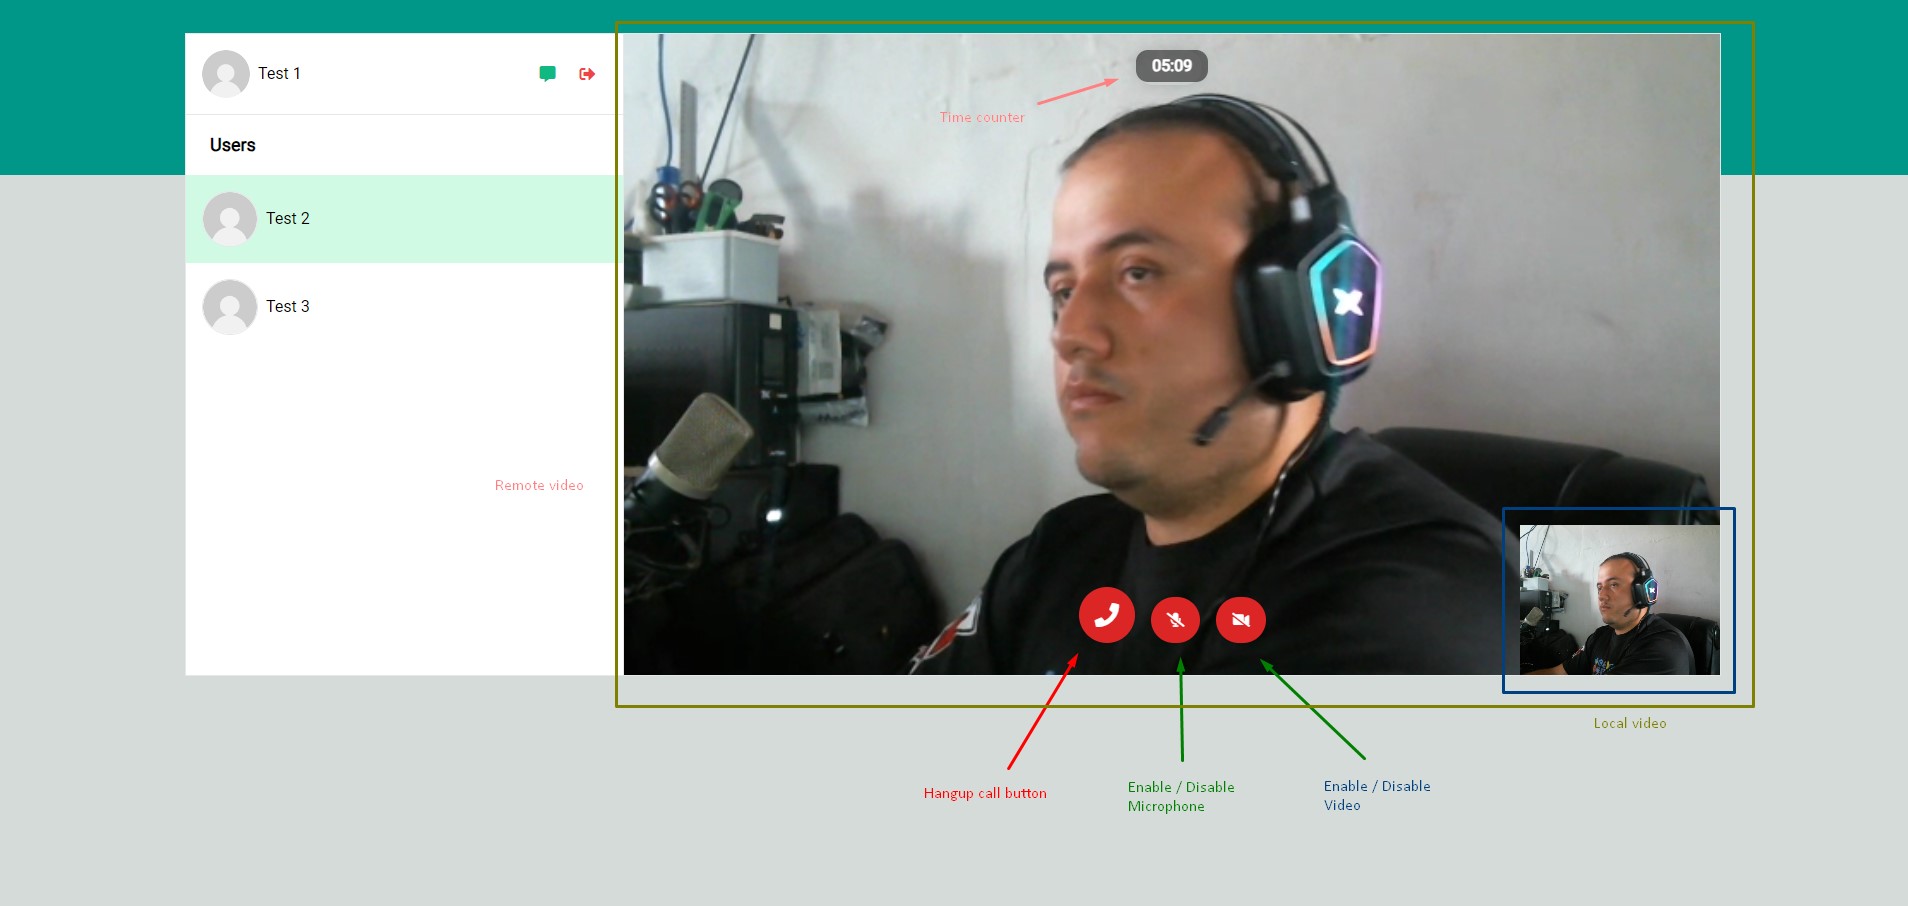 Test 1
05:09
Time counter
Users
Test 2
Test 3
Remote video
Local video
Hangup call button
Enable / Disable
Microphone
Enable / Disable
Video